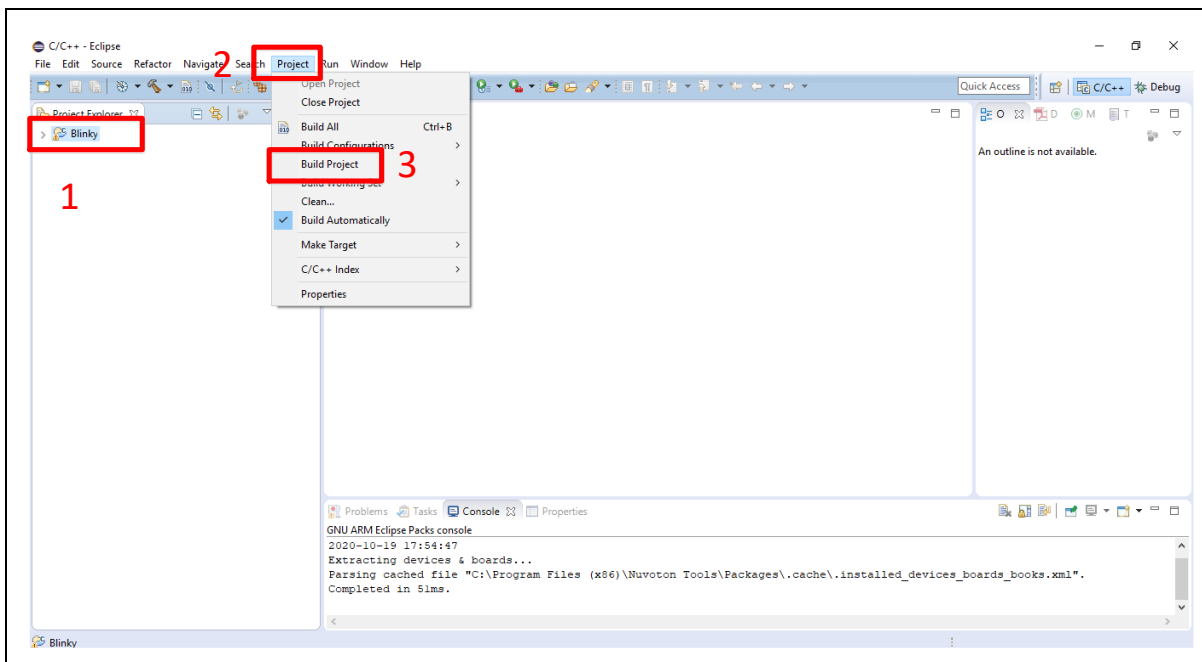 C/C++ - Eclipse
File Edit Source Refactor Navigate Search Project Run Window Help
2
Quick Access
C/C++
Debug
Project Explorer
Blinky
1
Open Project
Close Project
Build All Ctrl+B
Build Configurations
Build Project
3
Build Working Set
Clean...
Build Automatically
Make Target
C/C++ Index
Properties
O D M T
An outline is not available.
Problems Tasks Console Properties
GNU ARM Eclipse Packs console
2020-10-19 17:54:47
Extracting devices & boards...
Parsing cached file "C:\Program Files (x86)\Nuvoton Tools\Packages\.cache\.installed_devices_boards_books.xml".
Completed in 51ms.
Blinky